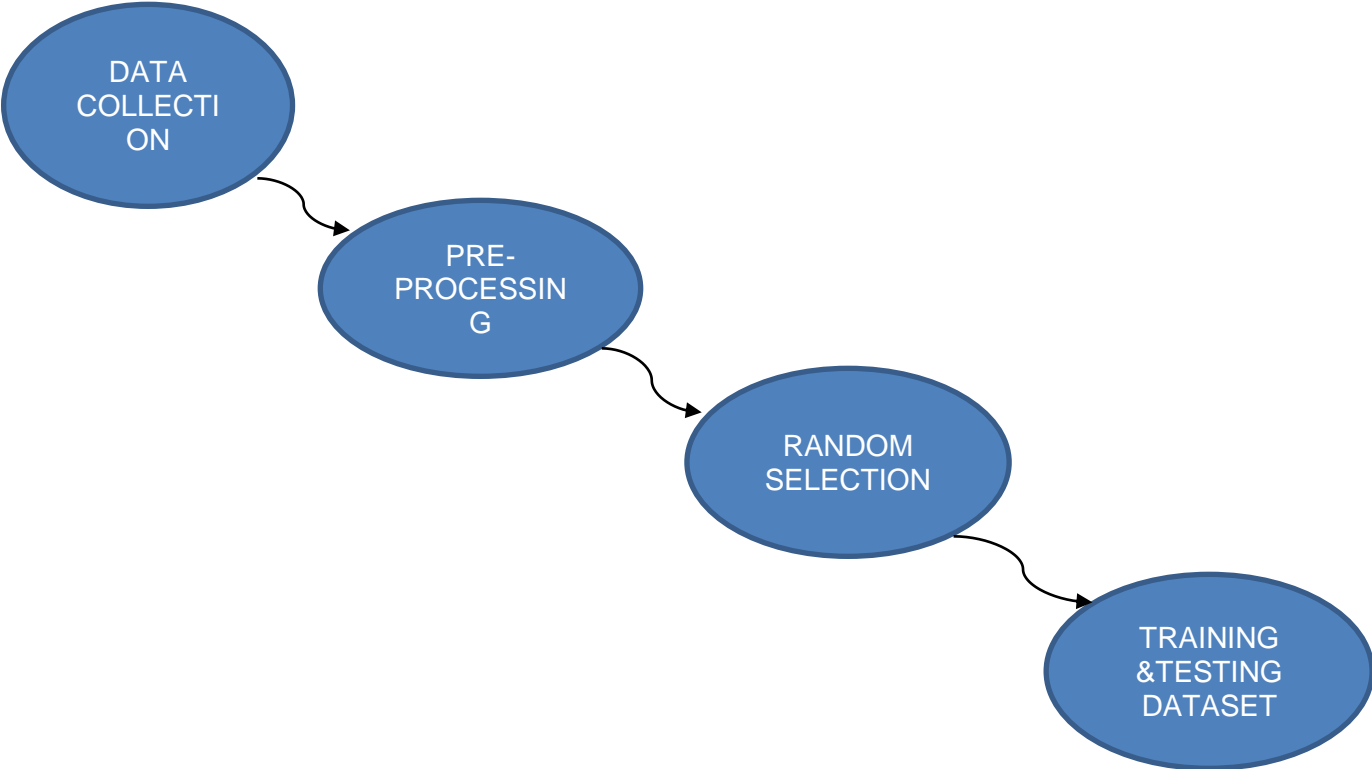 DATA
COLLECTI
ON
PRE-
PROCESSIN
G
RANDOM
SELECTION
TRAINING
&TESTING
DATASET